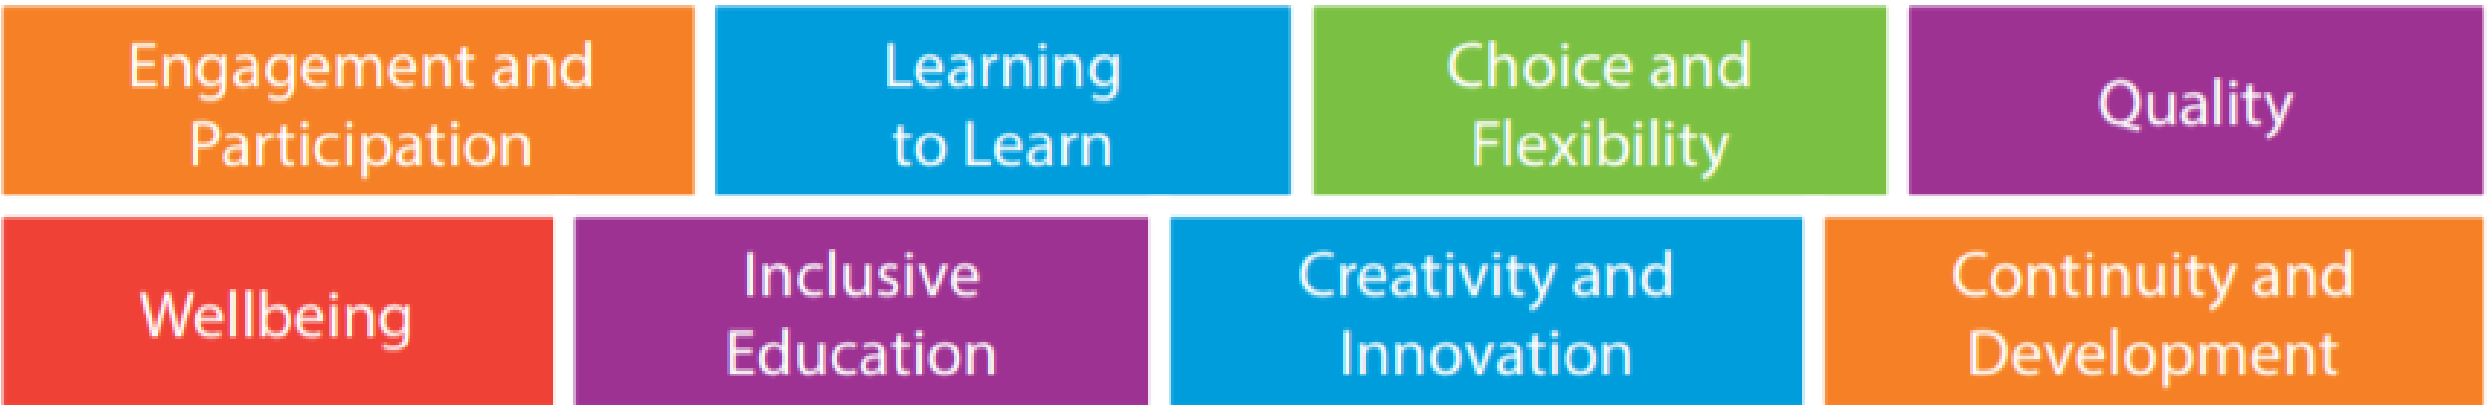 Engagement and
Participation
Learning
to Learn
Choice and
Flexibility
Quality
Wellbeing
Inclusive
Education
Creativity and
Innovation
Continuity and
Development